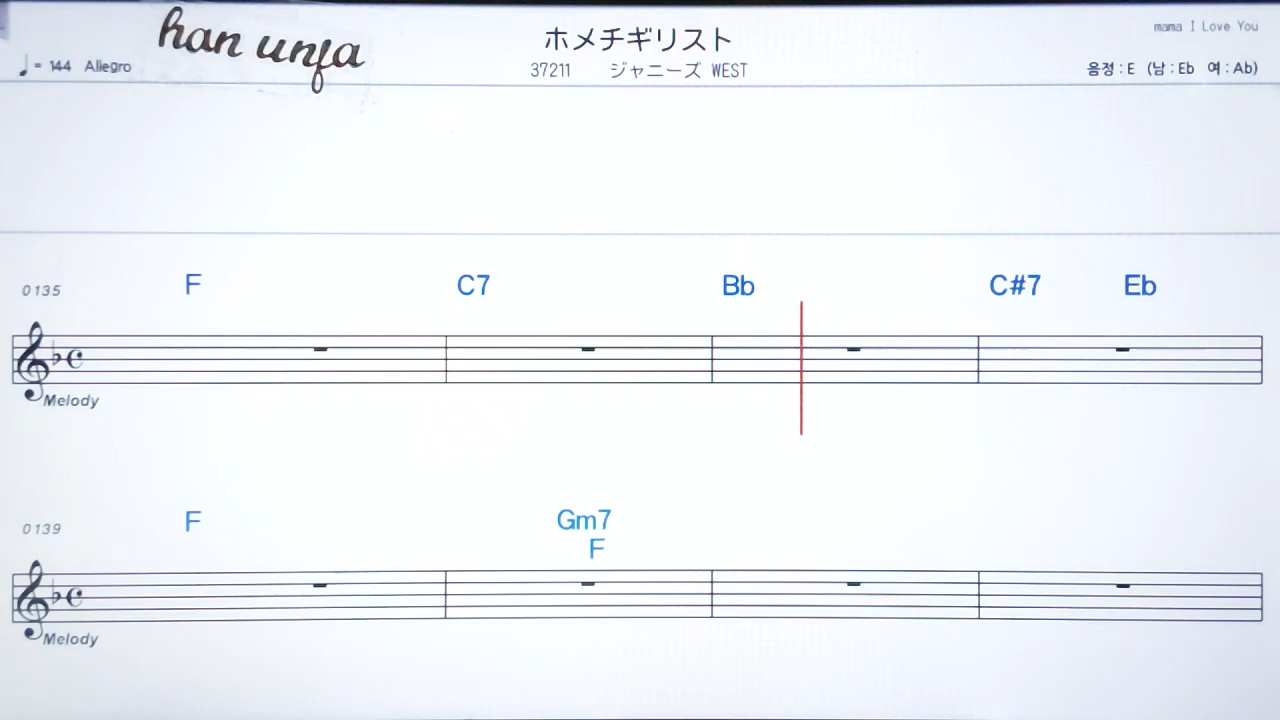 han unfa
ホメチギリスト
mama I Love You
♩= 144 Allegro
37211 ジャニーズ WEST
음정 : E (남 : Eb 여 : Ab)
0135 F C7 Bb C#7 Eb
Melody
0139 F Gm7
F
Melody